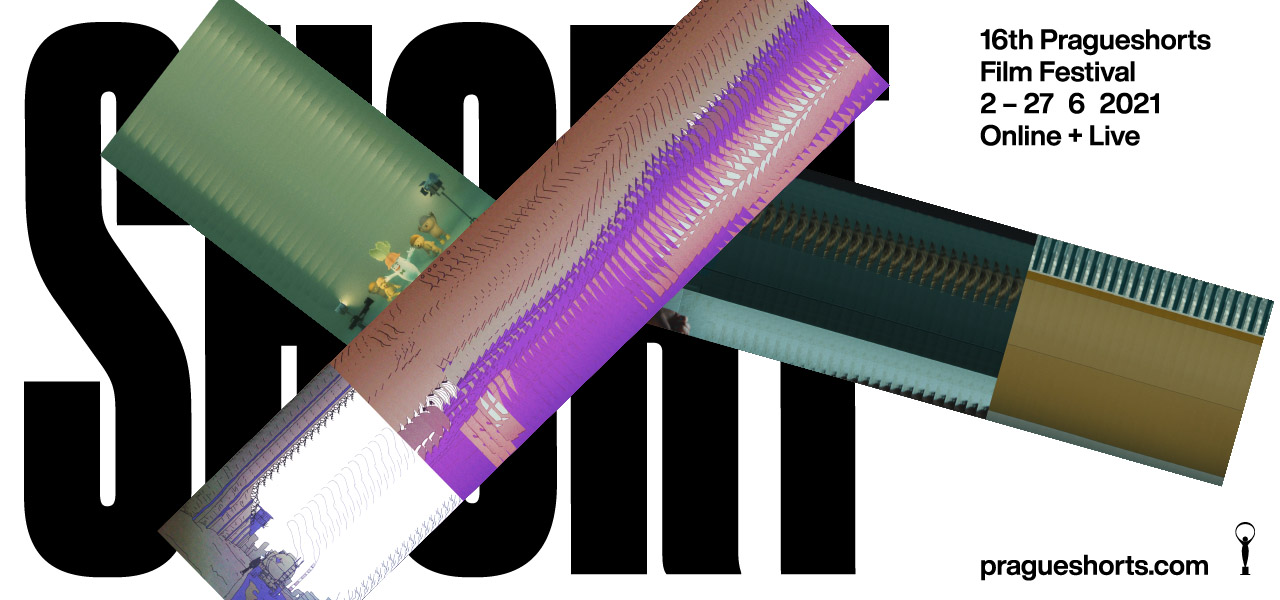 SHORT
16th Pragueshorts
Film Festival
2 – 27 6 2021
Online + Live
pragueshorts.com